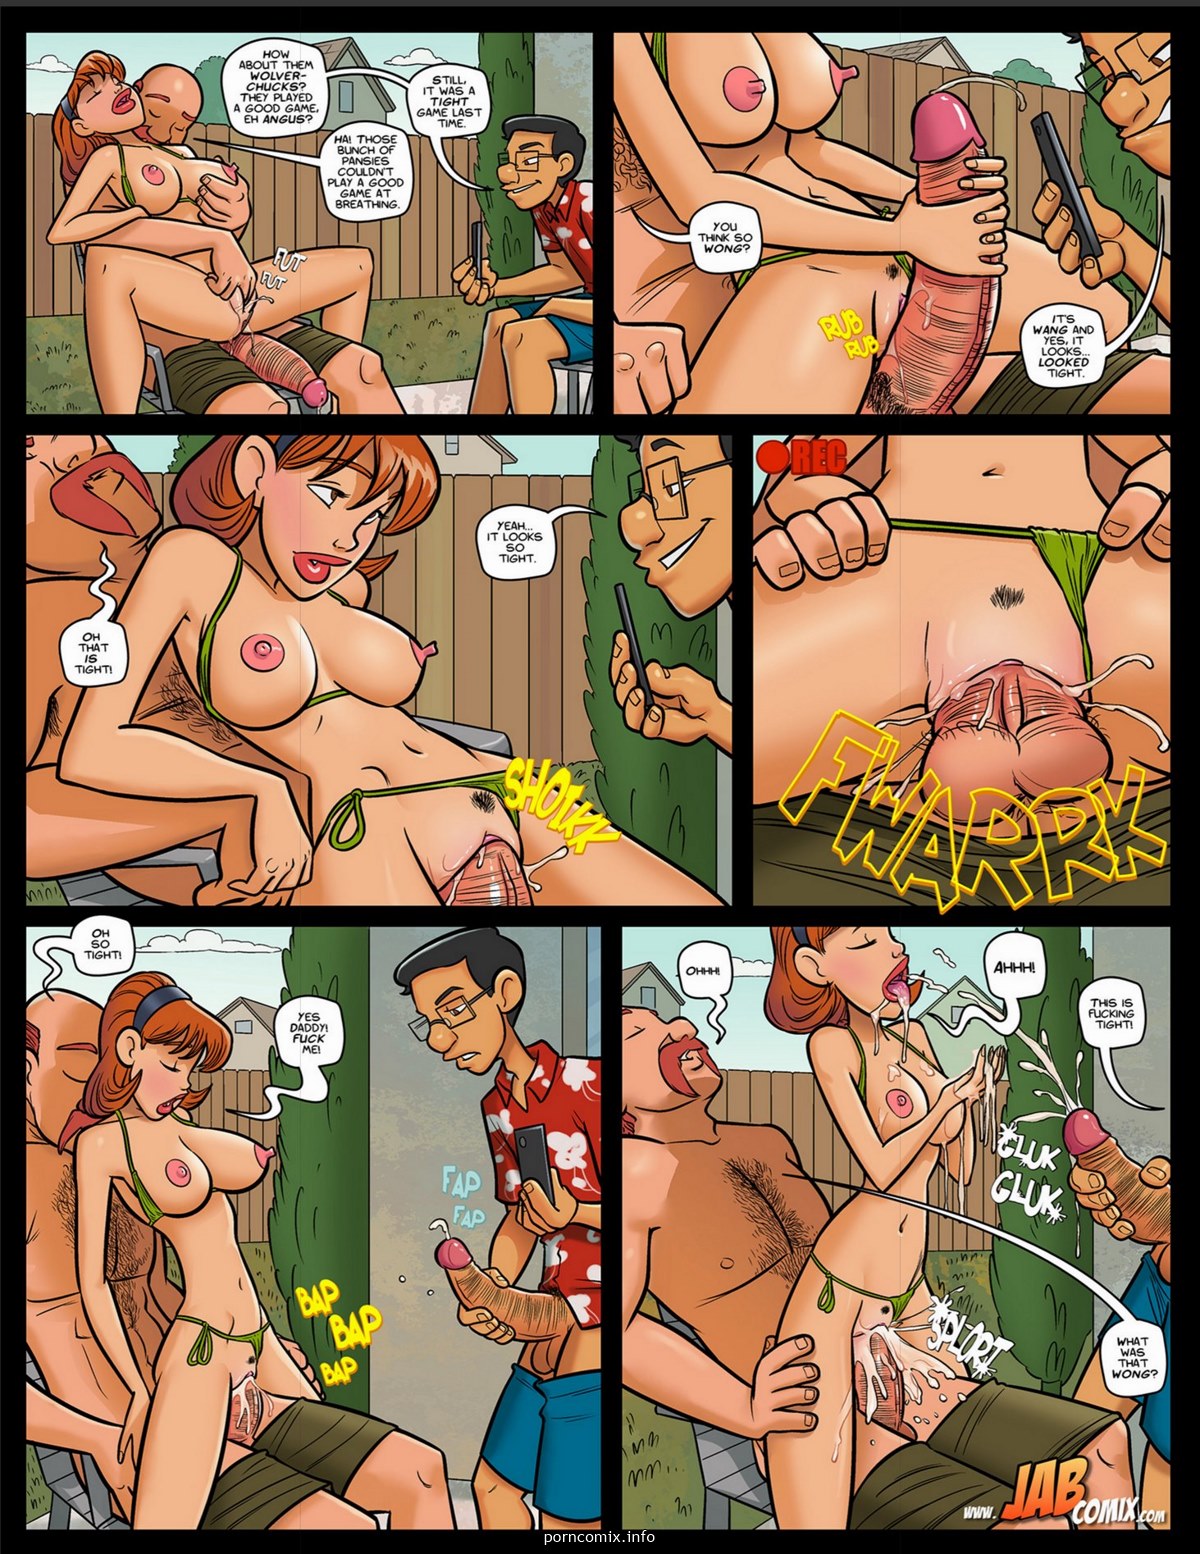 HOW
ABOUT THEM
WOLVER-
CHUCKS?
THEY PLAYED
A GOOD GAME,
EH ANGUS?
STILL,
IT WAS A
TIGHT
GAME LAST
TIME.
HA! THOSE
BUNCH OF
PANSIES
COULDN'T
PLAY A GOOD
GAME AT
BREATHING.
FUT
FUT
YOU
THINK SO
WONG?
RUB
RUB
IT'S
WANG AND
YES, IT
LOOKS...
LOOKED
TIGHT.
OH
THAT
IS
TIGHT!
YEAH...
IT LOOKS
SO
TIGHT.
SHOIKK
REC
F'WARRK
OH
SO
TIGHT!
YES
DADDY!
FUCK
ME!
FAP
FAP
BAP
BAP
BAP
OHHH!
AHHH!
THIS IS
FUCKING
TIGHT!
GLUK
GLUK
SPLORT
WHAT
WAS
THAT
WONG?
WWW.JABCOMIX.COM
porncomix.info